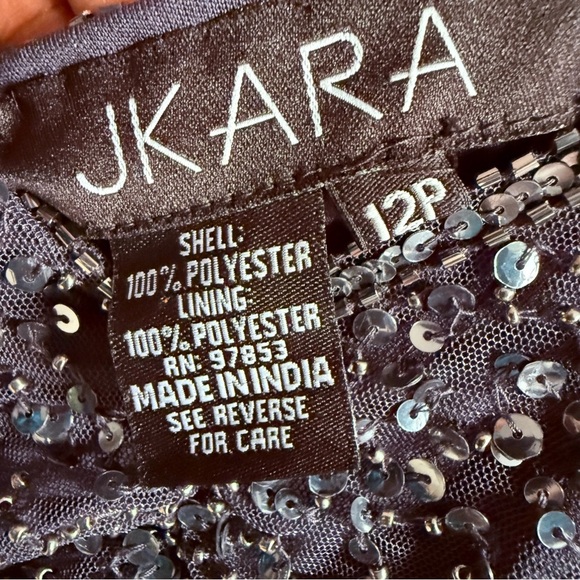 JKARA
12P
SHELL:
100% POLYESTER
LINING:
100% POLYESTER
RN: 97853
MADE IN INDIA
SEE REVERSE
FOR CARE